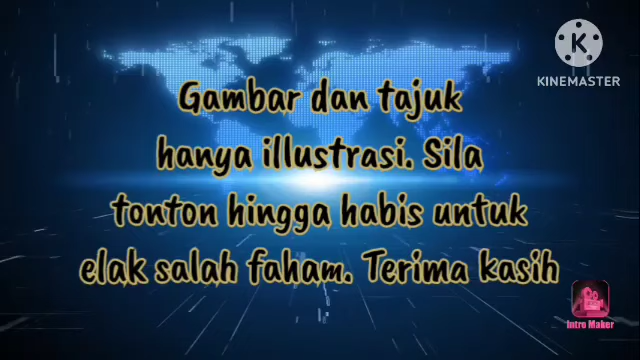 KINEMASTER
Gambar dan tajuk
hanya illustrasi. Sila
tonton hingga habis untuk
elak salah faham. Terima kasih
Intro Maker